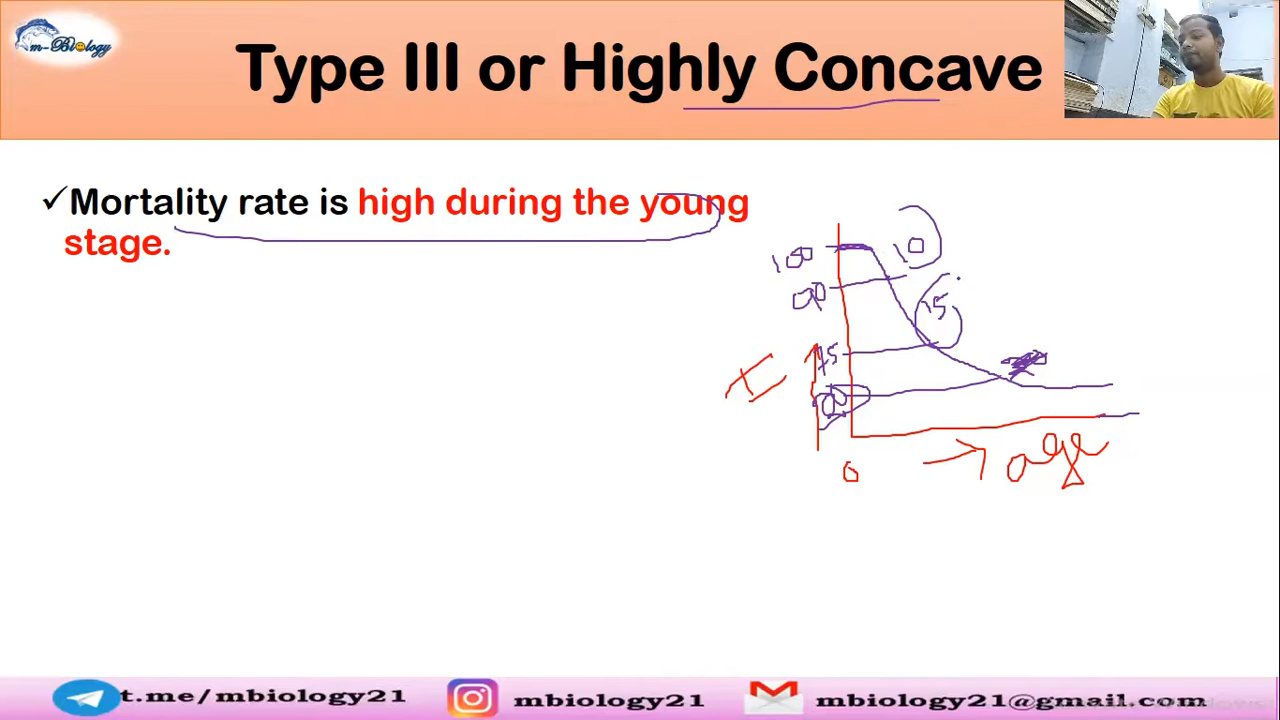 m-Biology
Type III or Highly Concave
✓Mortality rate is high during the young
stage.
10
100
90
15
75
0
age
t.me/mbiology21
mbiology21
mbiology21@gmail.com